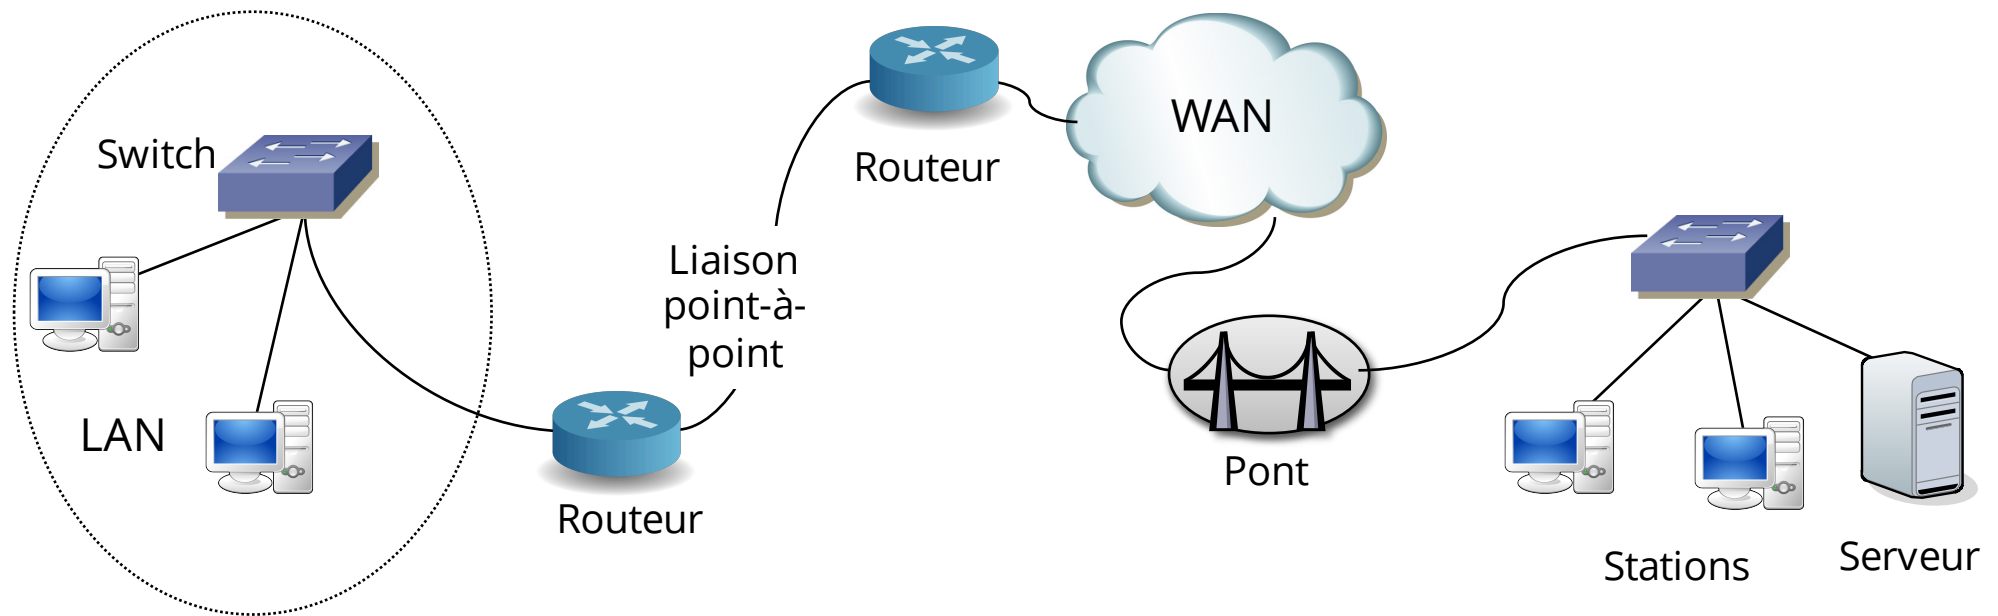 Switch
LAN
Routeur
Liaison
point-à-
point
Routeur
WAN
Pont
Stations
Serveur